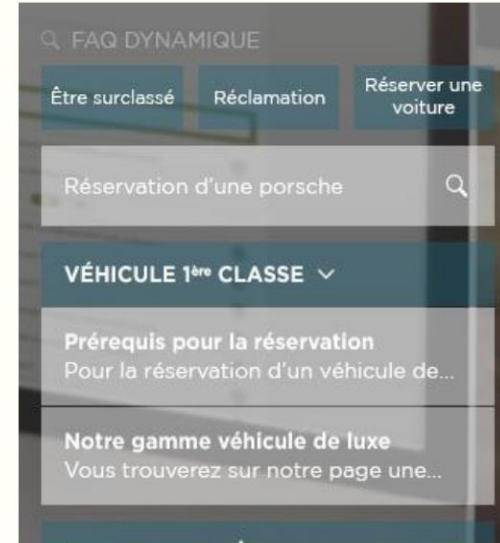 FAQ DYNAMIQUE
Être surclassé
Réclamation
Réserver une
voiture
Réservation d'une porsche
VÉHICULE 1ère CLASSE
Prérequis pour la réservation
Pour la réservation d'un véhicule de...
Notre gamme véhicule de luxe
Vous trouverez sur notre page une...